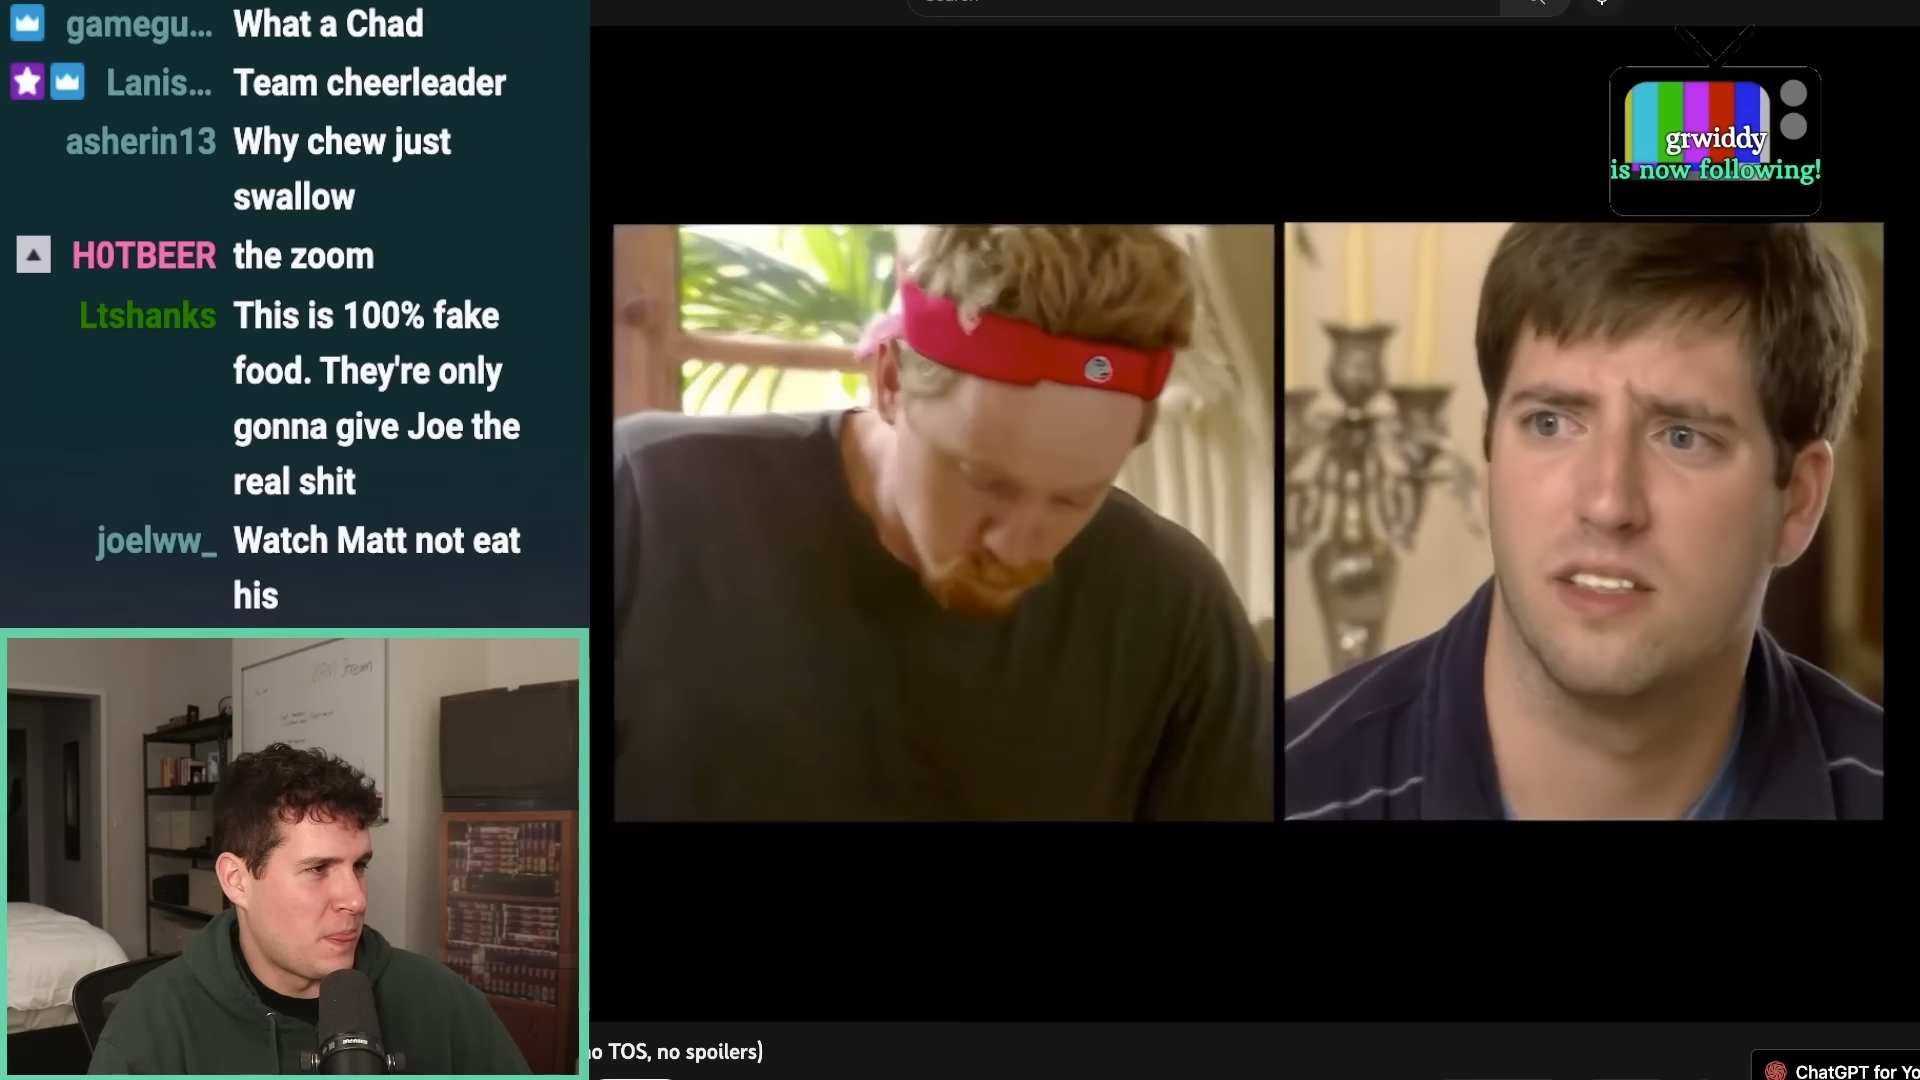 gamegu... What a Chad
Lanis... Team cheerleader
asherin13 Why chew just
swallow
H0TBEER the zoom
Ltshanks This is 100% fake
food. They're only
gonna give Joe the
real shit
joelww_ Watch Matt not eat
his
grwiddy
is now following!
no TOS, no spoilers)
ChatGPT for Yo